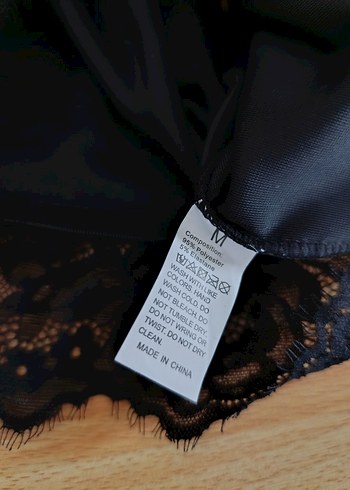 M
Composition:
95% Polyester
5% Elastane
WASH WITH LIKE
COLORS, HAND
WASH COLD. DO
NOT BLEACH. DO
NOT TUMBLE DRY.
DO NOT WRING OR
TWIST. DO NOT DRY
CLEAN.
MADE IN CHINA